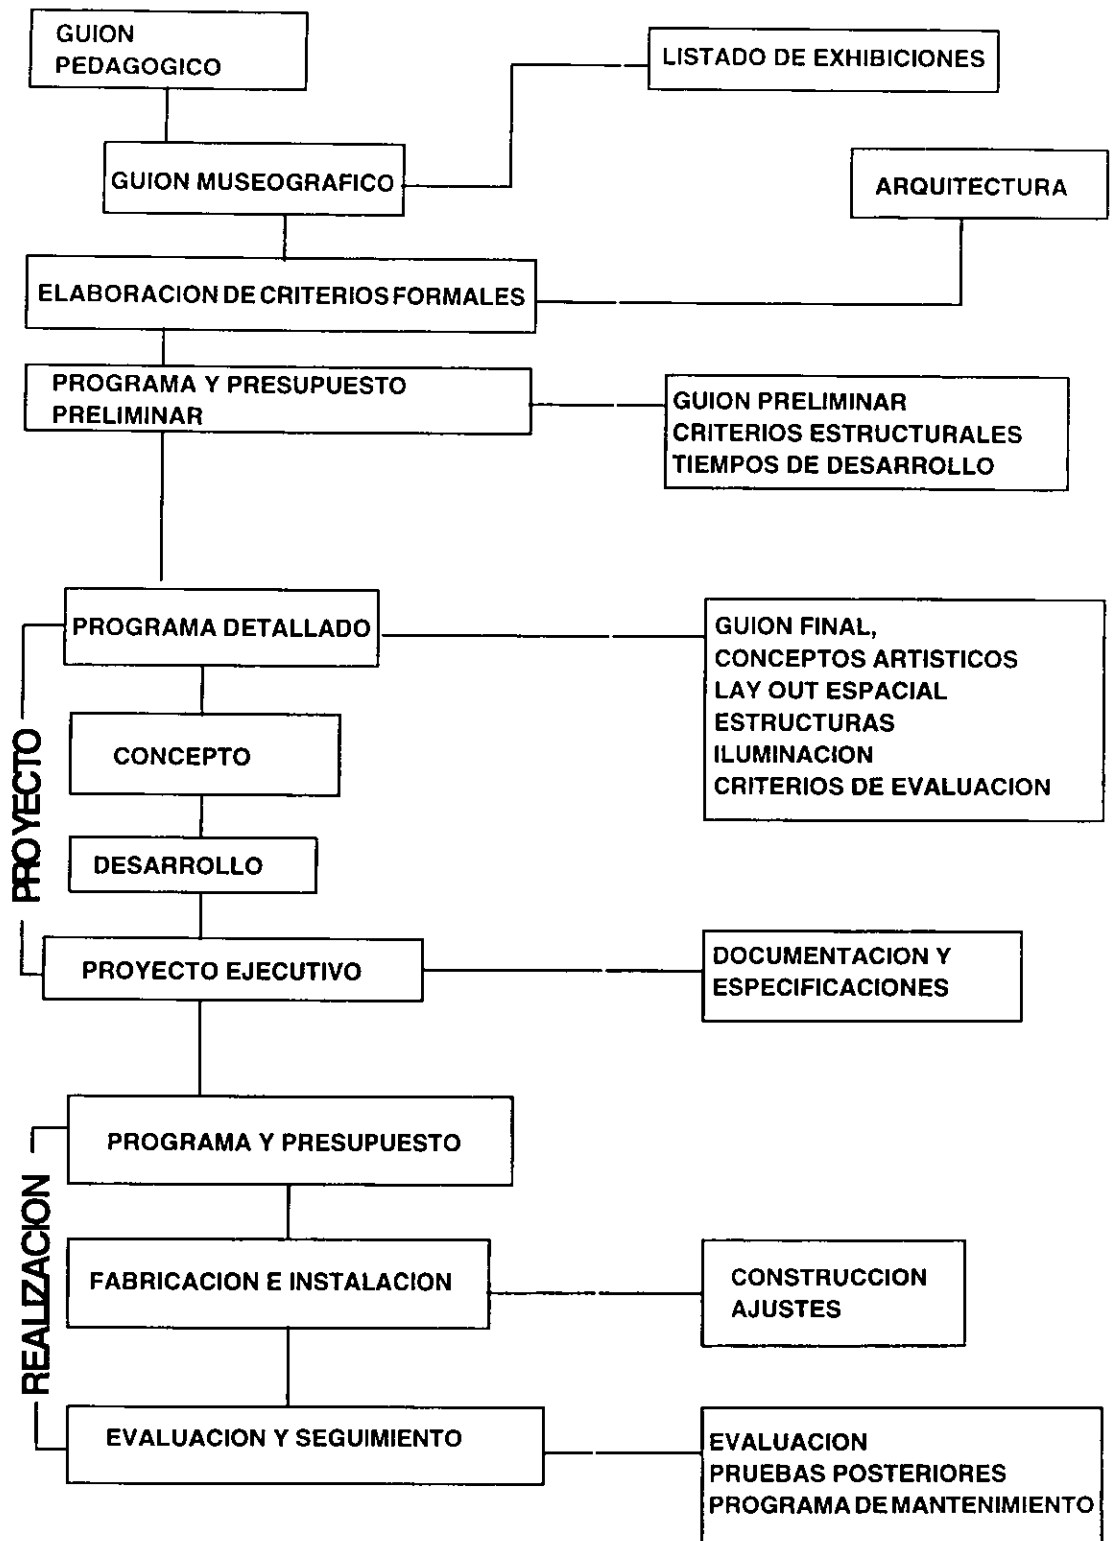 GUION
PEDAGOGICO
LISTADO DE EXHIBICIONES
GUION MUSEOGRAFICO
ARQUITECTURA
ELABORACION DE CRITERIOS FORMALES
PROGRAMA Y PRESUPUESTO
PRELIMINAR
GUION PRELIMINAR
CRITERIOS ESTRUCTURALES
TIEMPOS DE DESARROLLO
PROYECTO
PROGRAMA DETALLADO
GUION FINAL,
CONCEPTOS ARTISTICOS
LAY OUT ESPACIAL
ESTRUCTURAS
ILUMINACION
CRITERIOS DE EVALUACION
CONCEPTO
DESARROLLO
PROYECTO EJECUTIVO
DOCUMENTACION Y
ESPECIFICACIONES
REALIZACION
PROGRAMA Y PRESUPUESTO
FABRICACION E INSTALACION
CONSTRUCCION
AJUSTES
EVALUACION Y SEGUIMIENTO
EVALUACION
PRUEBAS POSTERIORES
PROGRAMA DE MANTENIMIENTO